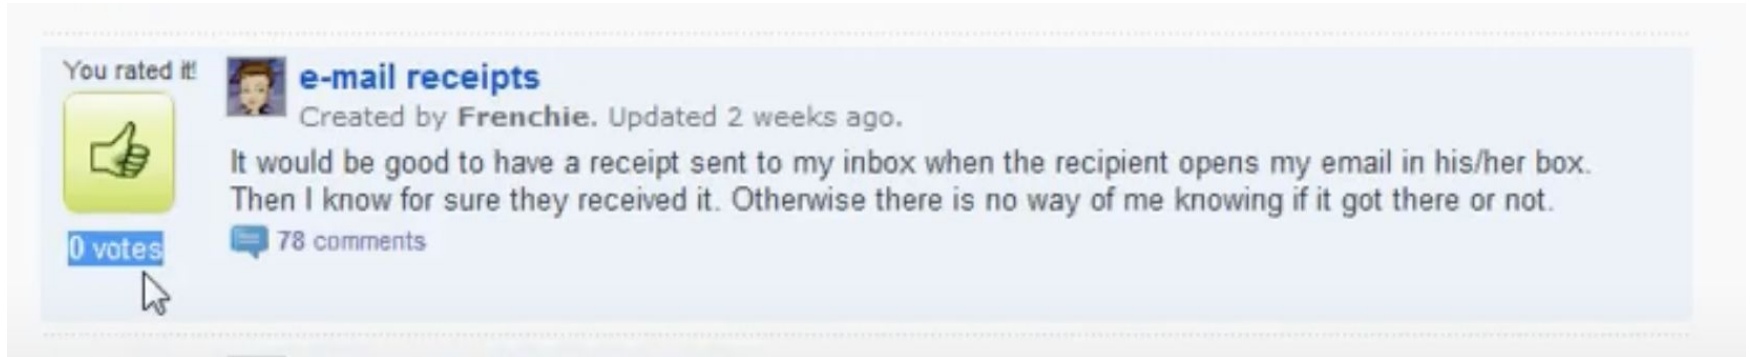 You rated it!
e-mail receipts
Created by Frenchie. Updated 2 weeks ago.
It would be good to have a receipt sent to my inbox when the recipient opens my email in his/her box.
Then I know for sure they received it. Otherwise there is no way of me knowing if it got there or not.
0 votes
78 comments